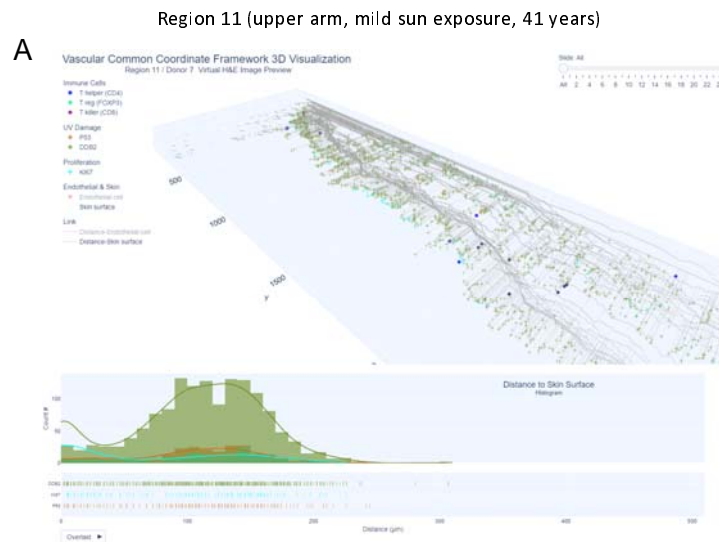 Region 11 (upper arm, mild sun exposure, 41 years)
A
Vascular Common Coordinate Framework 3D Visualization
Region 11 / Donor 7 Virtual H&E Image Preview
Slide: All
All 2 4 6 8 10 12 14 16 18 20 22
Immune Cells
T helper (CD4)
T reg (FOXP3)
T killer (CD8)
UV Damage
P53
DDB2
Proliferation
KI67
Endothelial & Skin
Endothelial cell
Skin surface
Link
Distance-Endothelial cell
Distance-Skin surface
500
1000
1500
y
Distance to Skin Surface
Histogram
Count #
100
50
0
DDB2
KI67
P53
0 100 200 300 400 500
Distance (μm)
Overlaid